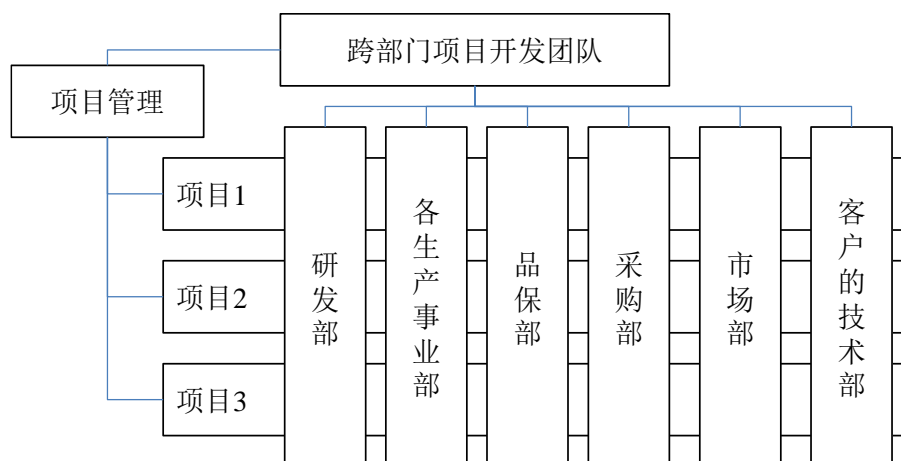 跨部门项目开发团队
项目管理
项目1
项目2
项目3
研发部
各生产事业部
品保部
采购部
市场部
客户的技术部